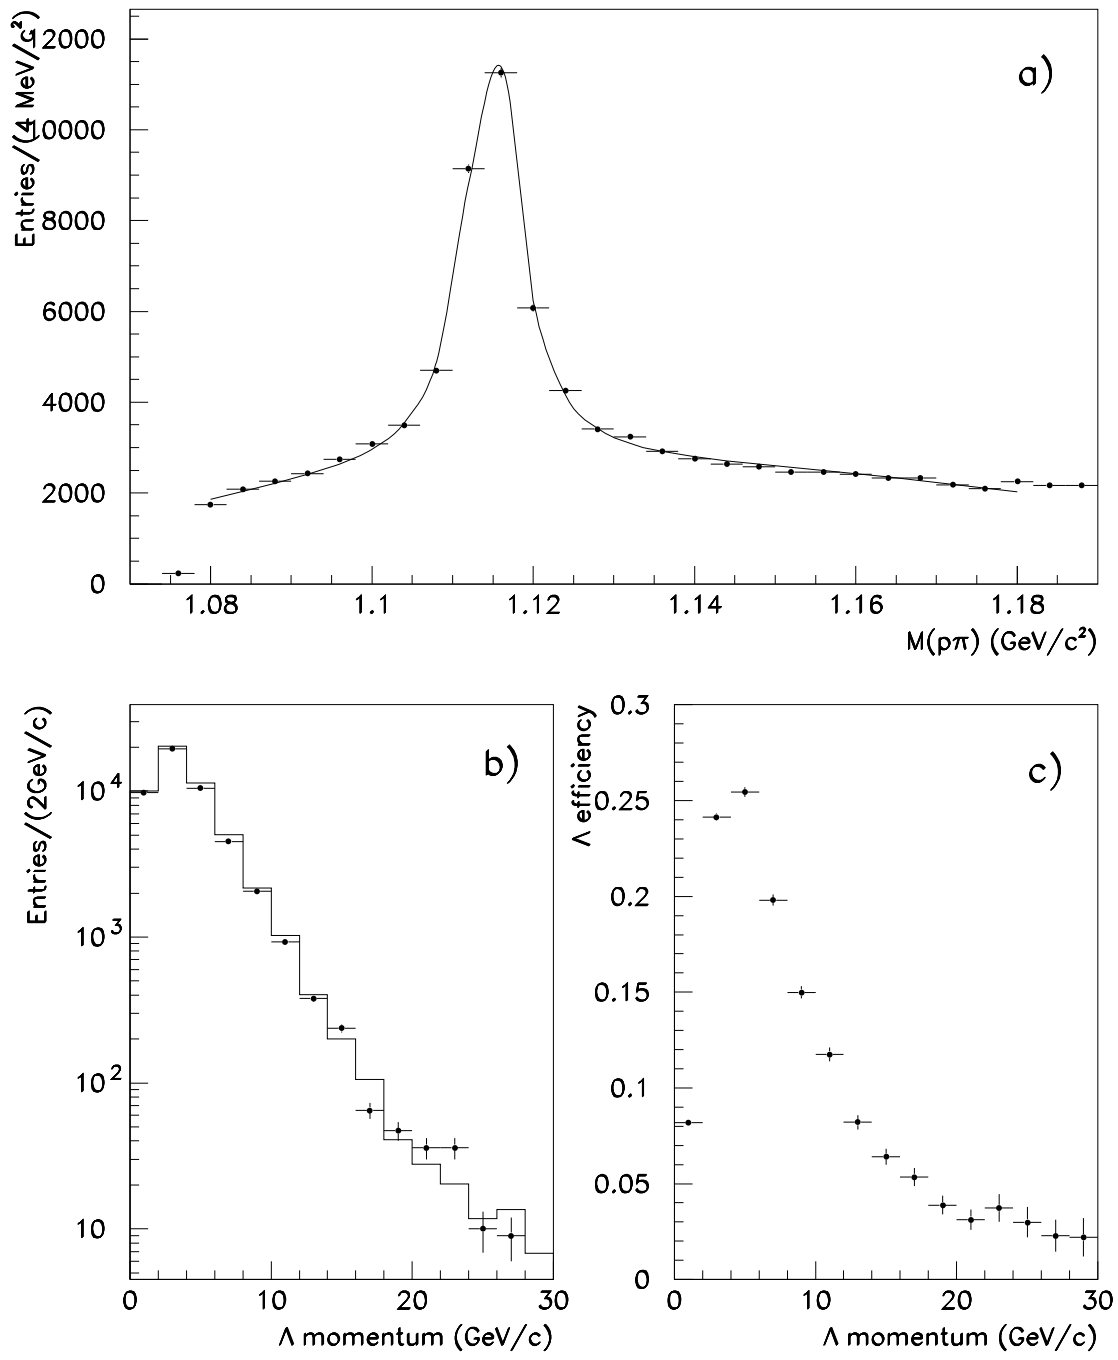 Entries/(4 MeV/c²)
a)
12000
10000
8000
6000
4000
2000
0
1.08 1.1 1.12 1.14 1.16 1.18
M(pπ) (GeV/c²)
Entries/(2GeV/c)
b)
10⁴
10³
10²
10
0 10 20 30
Λ momentum (GeV/c)
Λ efficiency
c)
0.3
0.25
0.2
0.15
0.1
0.05
0
0 10 20 30
Λ momentum (GeV/c)